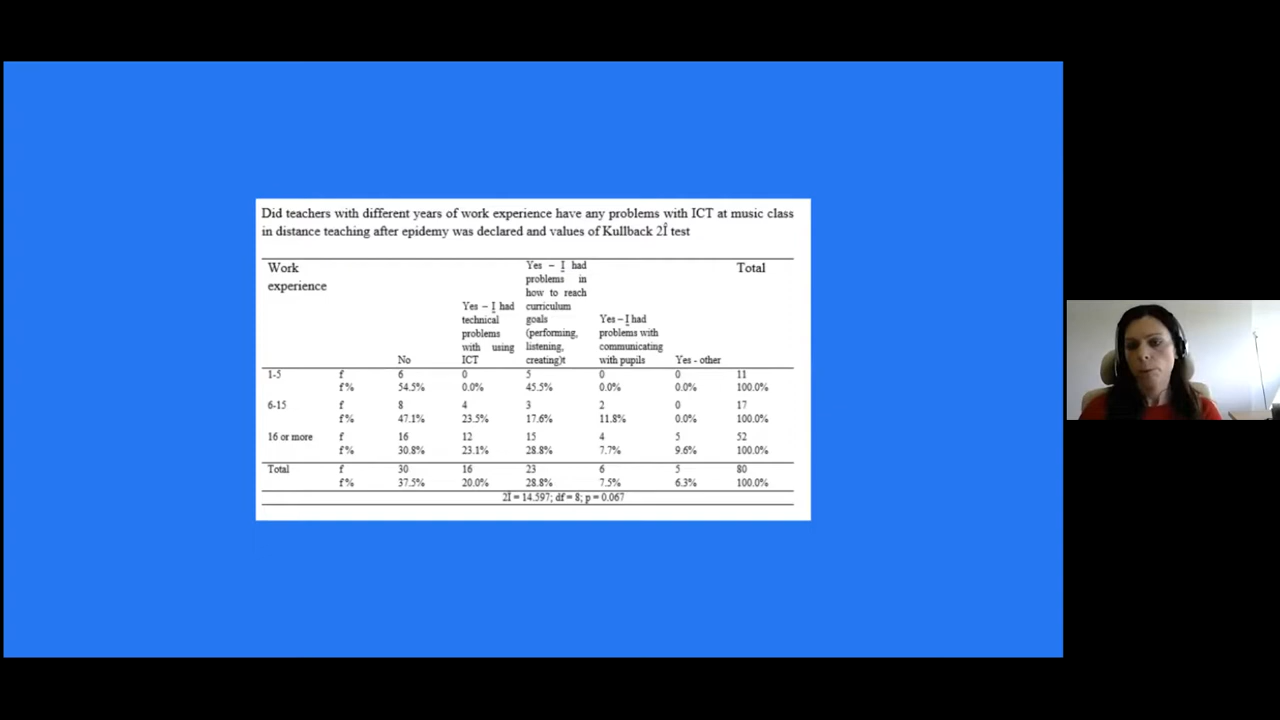 Did teachers with different years of work experience have any problems with ICT at music class
in distance teaching after epidemy was declared and values of Kullback 2Î test
Work
experience
No
Yes – I had
technical
problems
with using
ICT
Yes – I had
problems in
how to reach
curriculum
goals
(performing,
listening,
creating)t
Yes – I had
problems with
communicating
with pupils
Yes - other
Total
1-5 f 6 0 5 0 0 11
f% 54.5% 0.0% 45.5% 0.0% 0.0% 100.0%
6-15 f 8 4 3 2 0 17
f% 47.1% 23.5% 17.6% 11.8% 0.0% 100.0%
16 or more f 16 12 15 4 5 52
f% 30.8% 23.1% 28.8% 7.7% 9.6% 100.0%
Total f 30 16 23 6 5 80
f% 37.5% 20.0% 28.8% 7.5% 6.3% 100.0%
2Î = 14.597; df = 8; p = 0.067